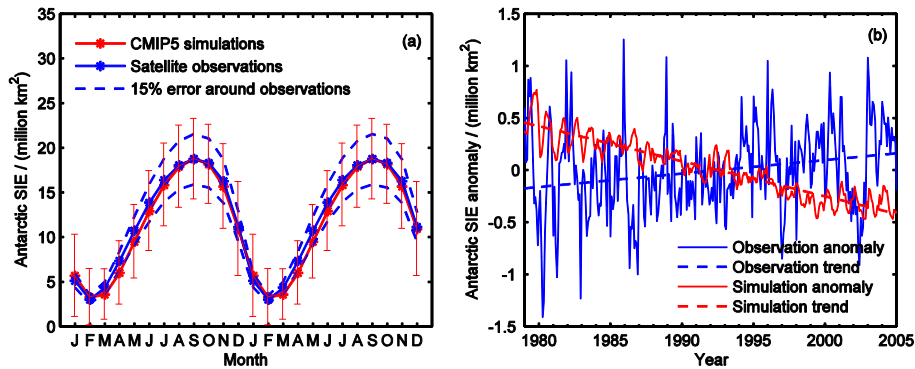 (a)
CMIP5 simulations
Satellite observations
15% error around observations
Antarctic SIE / (million km²)
35
30
25
20
15
10
5
0
J F M A M J J A S O N D J F M A M J J A S O N D
Month
(b)
Antarctic SIE anomaly / (million km²)
1.5
1
0.5
0
-0.5
-1
-1.5
Observation anomaly
Observation trend
Simulation anomaly
Simulation trend
1980 1985 1990 1995 2000 2005
Year